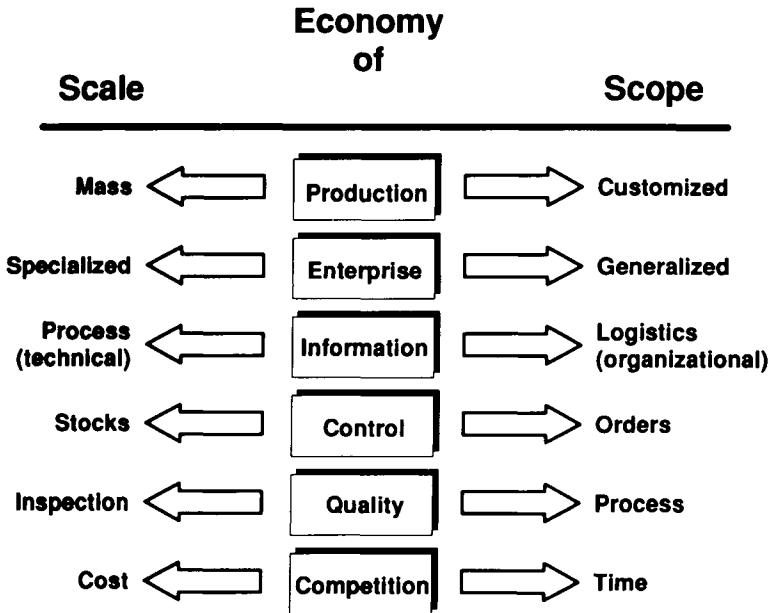 Economy
of
Scale Scope
Mass Production Customized
Specialized Enterprise Generalized
Process
(technical) Information Logistics
(organizational)
Stocks Control Orders
Inspection Quality Process
Cost Competition Time